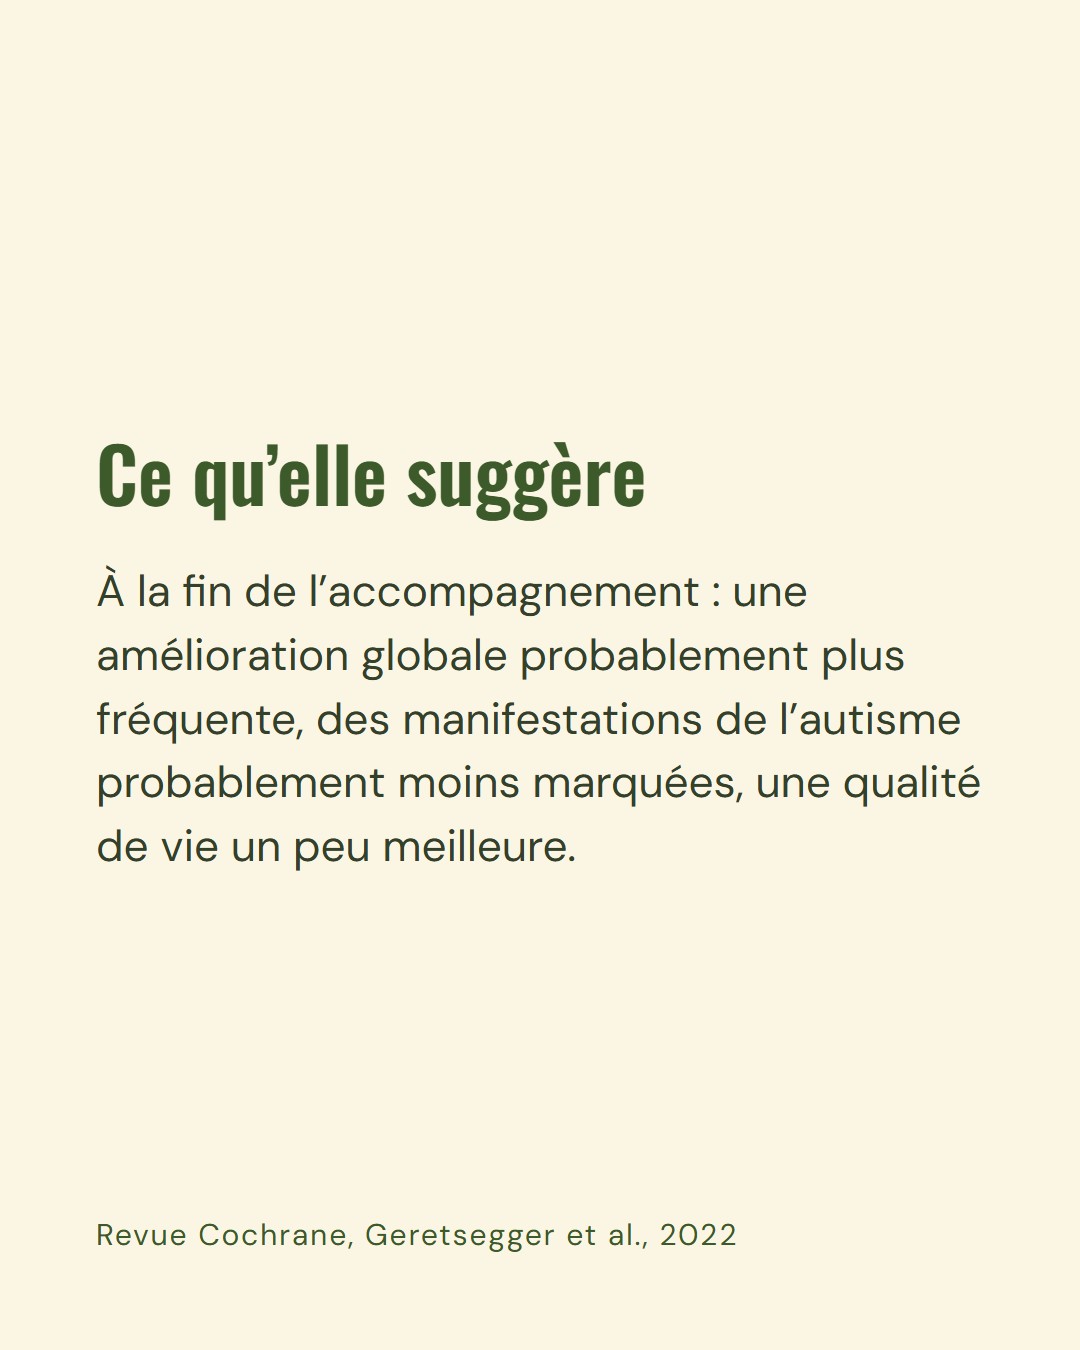 Ce qu’elle suggère
À la fin de l’accompagnement : une
amélioration globale probablement plus
fréquente, des manifestations de l’autisme
probablement moins marquées, une qualité
de vie un peu meilleure.
Revue Cochrane, Geretsegger et al., 2022